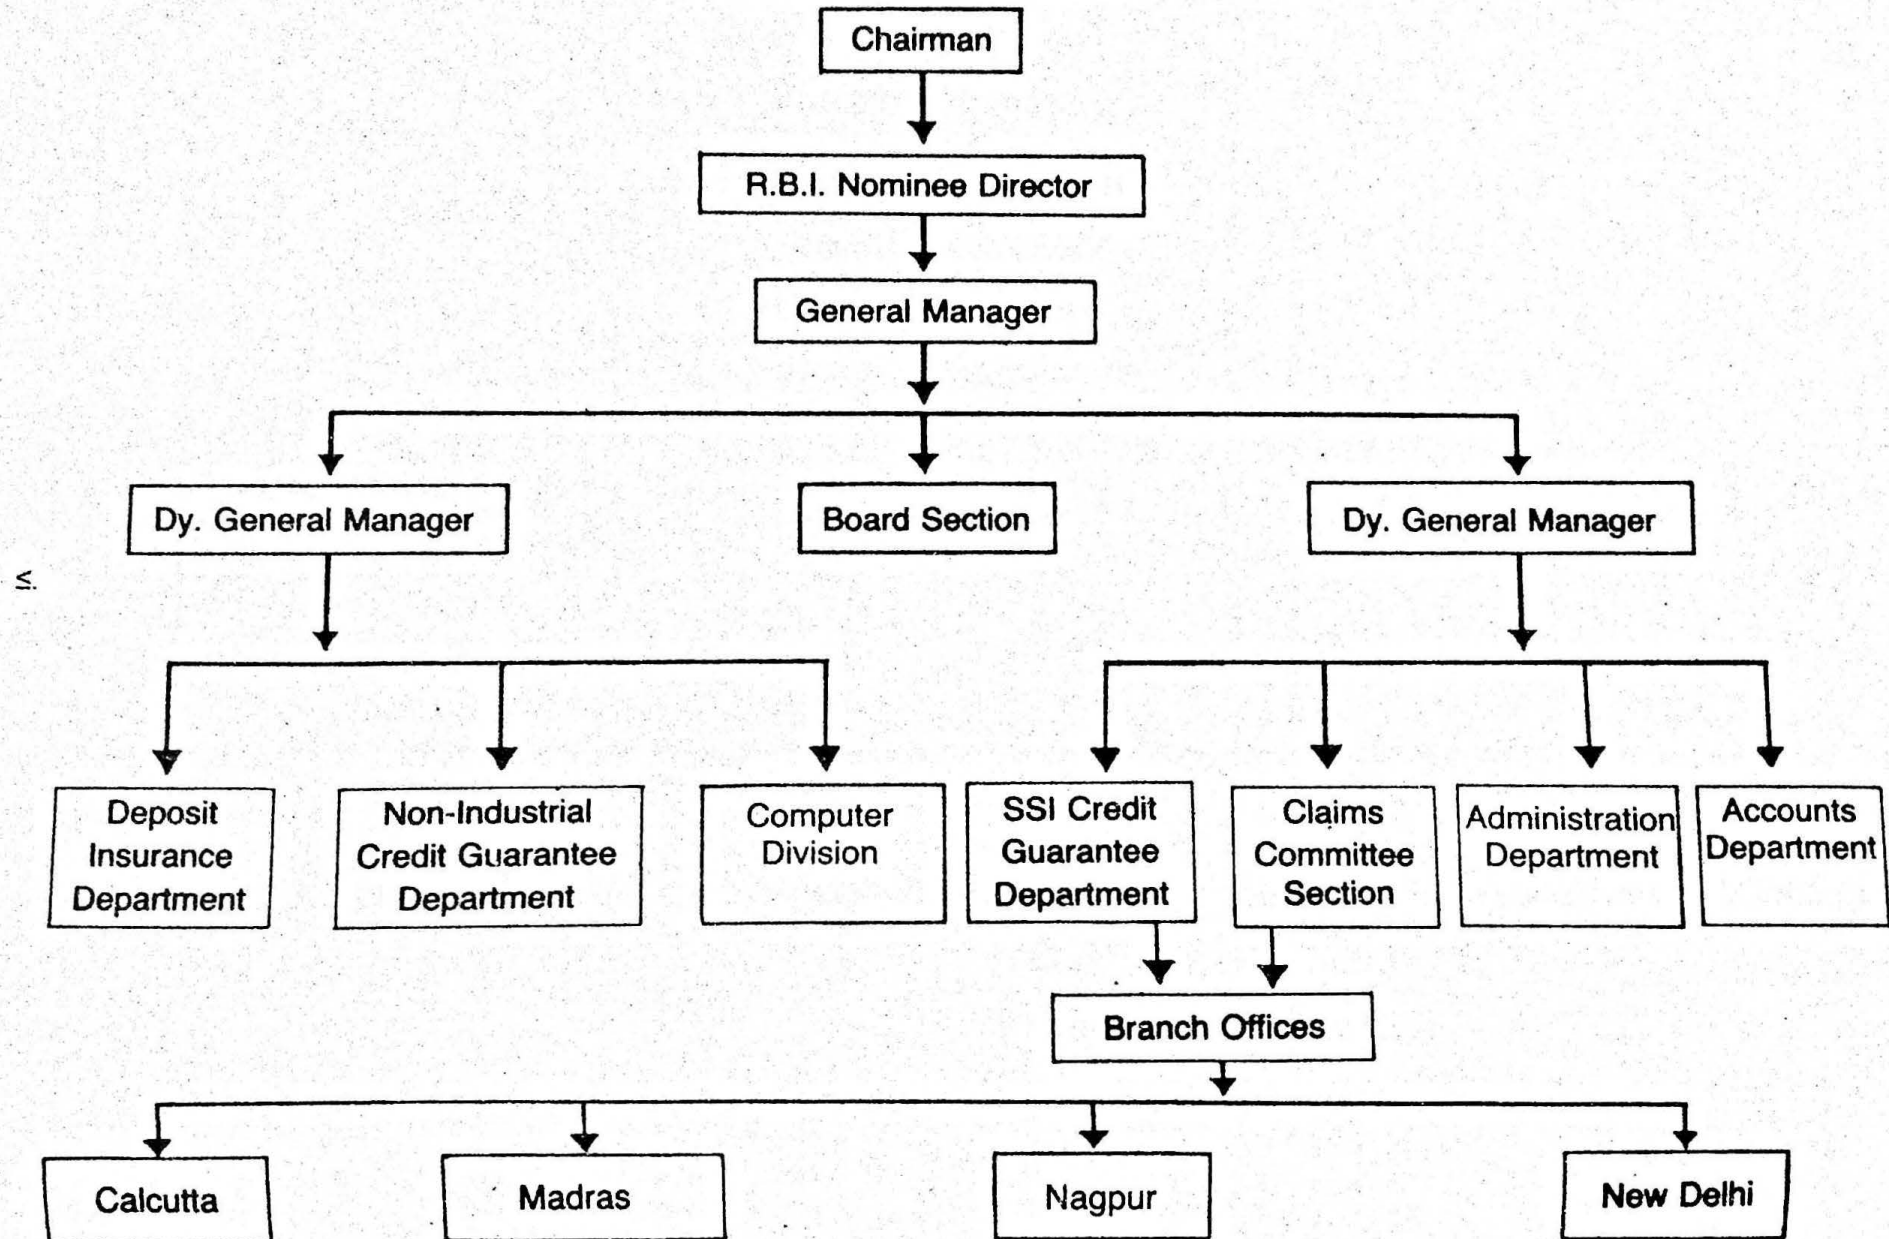 Chairman
R.B.I. Nominee Director
General Manager
Dy. General Manager
Board Section
Dy. General Manager
Deposit
Insurance
Department
Non-Industrial
Credit Guarantee
Department
Computer
Division
SSI Credit
Guarantee
Department
Claims
Committee
Section
Administration
Department
Accounts
Department
Branch Offices
Calcutta
Madras
Nagpur
New Delhi